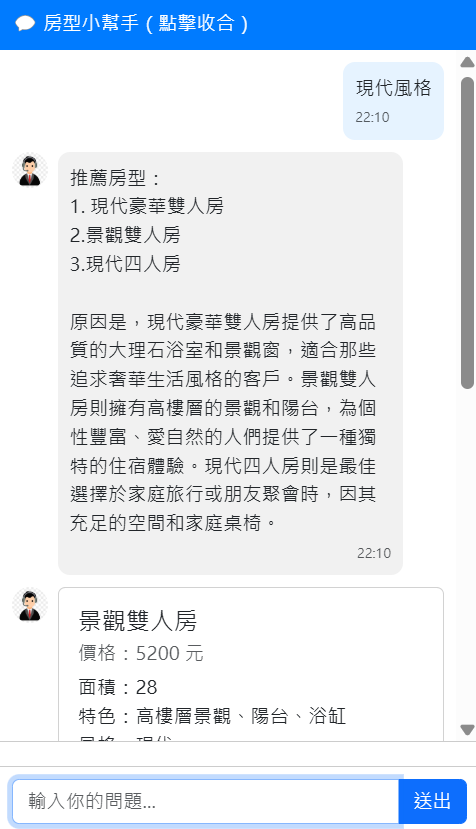 房型小幫手 ( 點擊收合 )
現代風格
22:10
推薦房型：
1. 現代豪華雙人房
2.景觀雙人房
3.現代四人房
原因是，現代豪華雙人房提供了高品
質的大理石浴室和景觀窗，適合那些
追求奢華生活風格的客戶。景觀雙人
房則擁有高樓層的景觀和陽台，為個
性豐富、愛自然的人們提供了一種獨
特的住宿體驗。現代四人房則是最佳
選擇於家庭旅行或朋友聚會時，因其
充足的空間和家庭桌椅。
22:10
景觀雙人房
價格：5200 元
面積：28
特色：高樓層景觀、陽台、浴缸
風格：現代
輸入你的問題...
送出